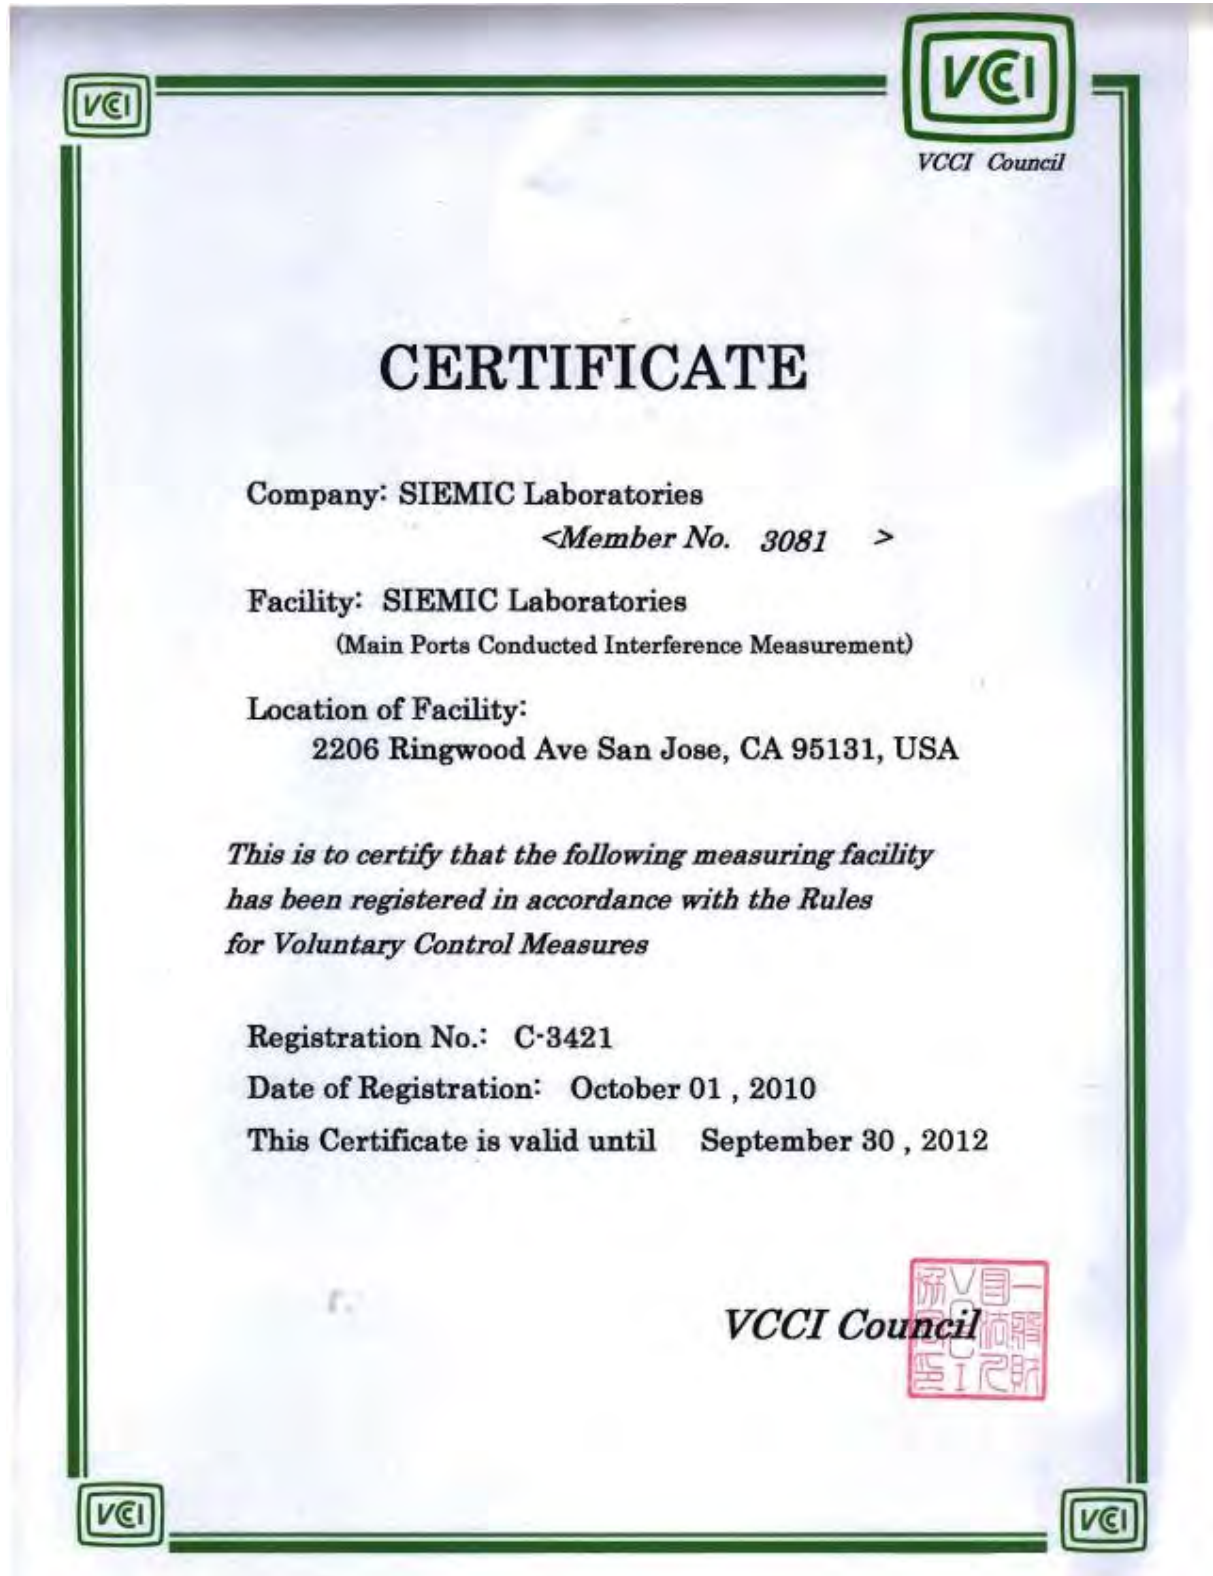 VCCI
VCCI
VCCI Council
CERTIFICATE
Company: SIEMIC Laboratories
<Member No. 3081 >
Facility: SIEMIC Laboratories
(Main Ports Conducted Interference Measurement)
Location of Facility:
2206 Ringwood Ave San Jose, CA 95131, USA
This is to certify that the following measuring facility
has been registered in accordance with the Rules
for Voluntary Control Measures
Registration No.: C-3421
Date of Registration: October 01 , 2010
This Certificate is valid until September 30 , 2012
VCCI Council
VCCI
VCCI